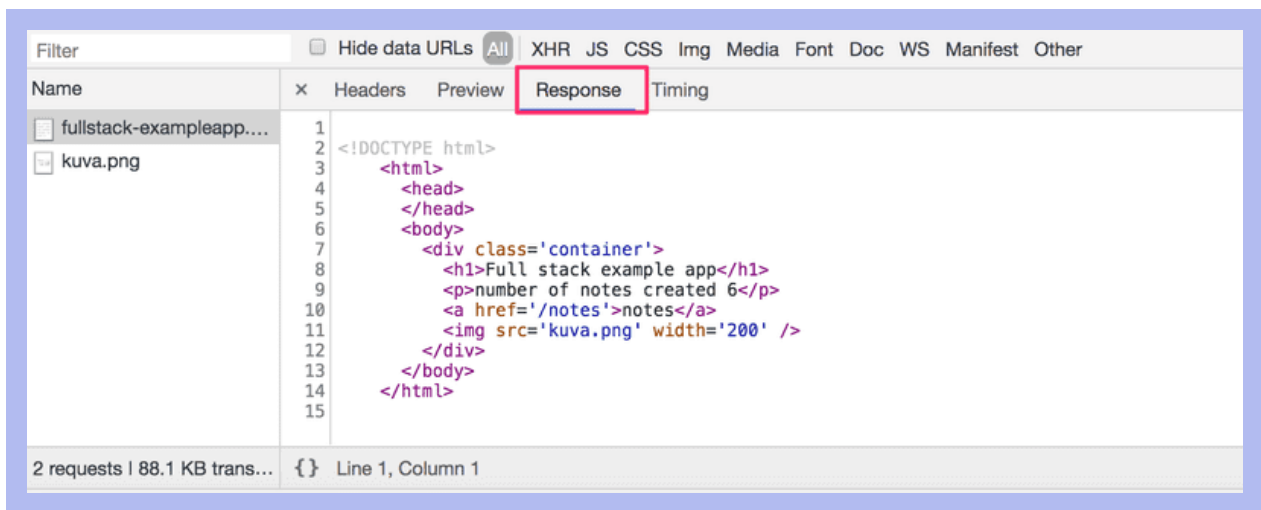 Filter Hide data URLs All XHR JS CSS Img Media Font Doc WS Manifest Other
Name × Headers Preview Response Timing
fullstack-exampleapp....
kuva.png
1
2 <!DOCTYPE html>
3 <html>
4 <head>
5 </head>
6 <body>
7 <div class='container'>
8 <h1>Full stack example app</h1>
9 <p>number of notes created 6</p>
10 <a href='/notes'>notes</a>
11 <img src='kuva.png' width='200' />
12 </div>
13 </body>
14 </html>
15
2 requests | 88.1 KB trans... {} Line 1, Column 1